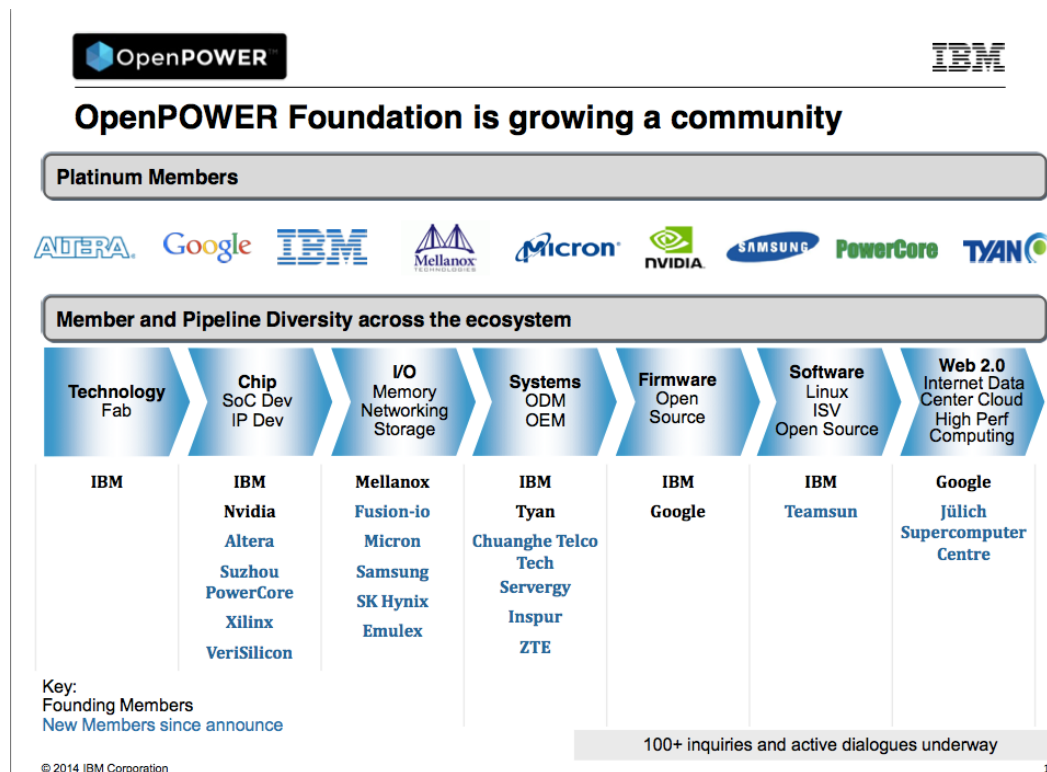 OpenPOWER™
IBM
OpenPOWER Foundation is growing a community
Platinum Members
ALTERA.
Google
IBM
Mellanox
TECHNOLOGIES
Micron
NVIDIA
SAMSUNG
PowerCore
TYAN
Member and Pipeline Diversity across the ecosystem
Technology
Fab
Chip
SoC Dev
IP Dev
I/O
Memory
Networking
Storage
Systems
ODM
OEM
Firmware
Open
Source
Software
Linux
ISV
Open Source
Web 2.0
Internet Data
Center Cloud
High Perf
Computing
IBM
IBM
Nvidia
Altera
Suzhou
PowerCore
Xilinx
VeriSilicon
Mellanox
Fusion-io
Micron
Samsung
SK Hynix
Emulex
IBM
Tyan
Chuanghe Telco
Tech
Servergy
Inspur
ZTE
IBM
Google
IBM
Teamsun
Google
Jülich
Supercomputer
Centre
Key:
Founding Members
New Members since announce
100+ inquiries and active dialogues underway
© 2014 IBM Corporation
1